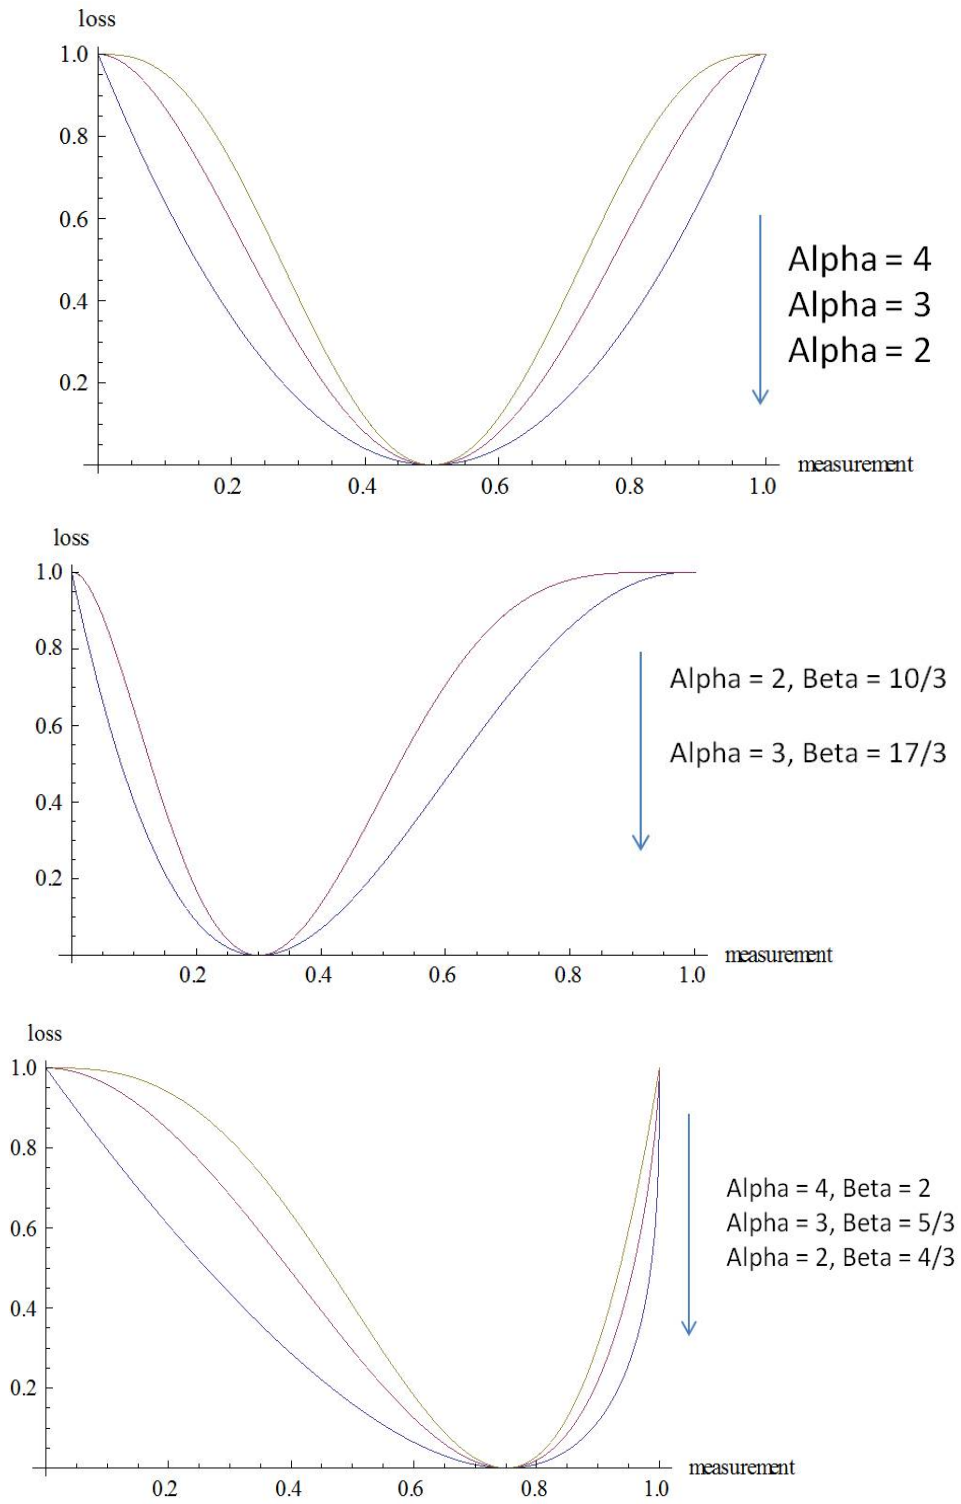 loss
1.0
0.8
0.6
0.4
0.2
0.2 0.4 0.6 0.8 1.0
measurement
Alpha = 4
Alpha = 3
Alpha = 2
loss
1.0
0.8
0.6
0.4
0.2
0.2 0.4 0.6 0.8 1.0
measurement
Alpha = 2, Beta = 10/3
Alpha = 3, Beta = 17/3
loss
1.0
0.8
0.6
0.4
0.2
0.2 0.4 0.6 0.8 1.0
measurement
Alpha = 4, Beta = 2
Alpha = 3, Beta = 5/3
Alpha = 2, Beta = 4/3